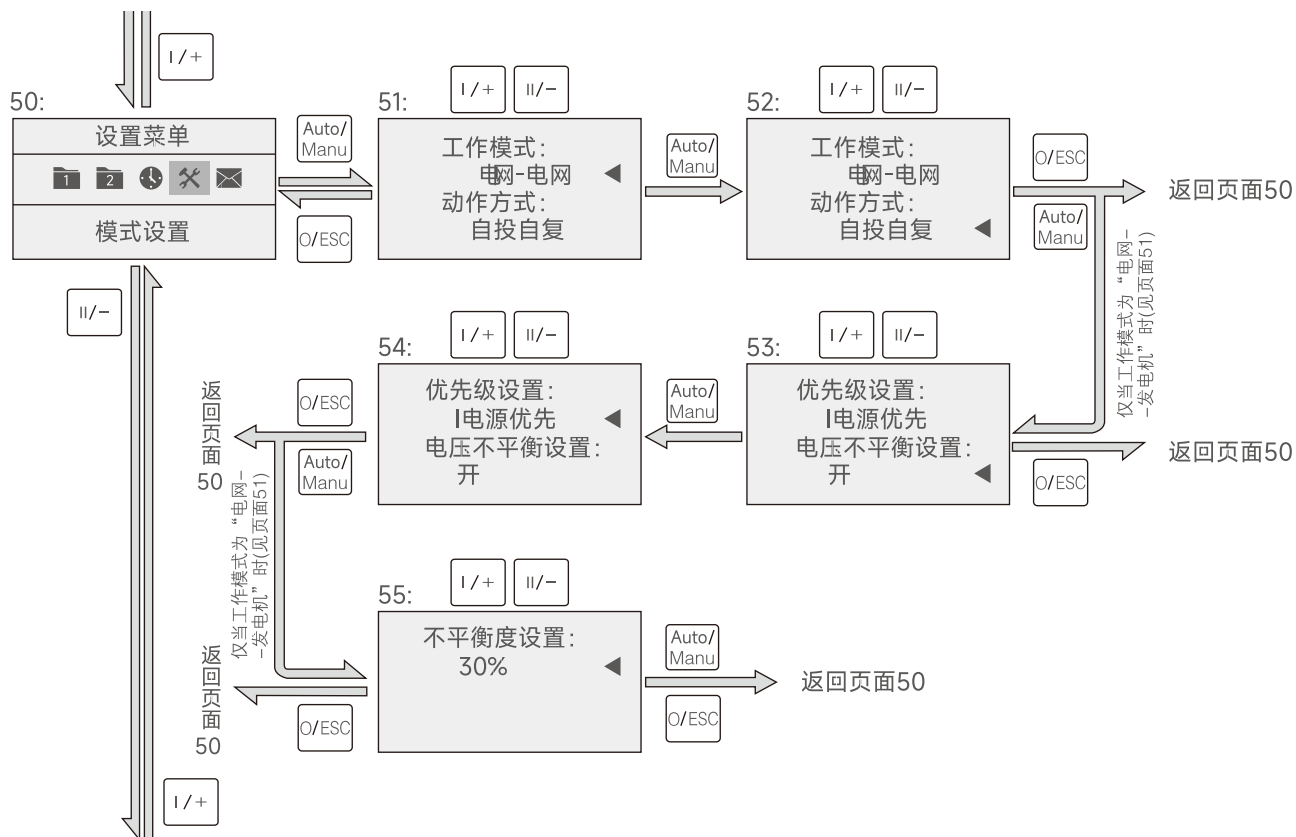 I/+
50:
设置菜单
1 2
模式设置
Auto/
Manu
O/ESC
51:
I/+ II/-
工作模式:
电网-电网
动作方式:
自投自复
Auto/
Manu
52:
I/+ II/-
工作模式:
电网-电网
动作方式:
自投自复
O/ESC
Auto/
Manu
返回页面50
仅当工作模式为“电网-
-发电机”时(见页面51)
II/-
53:
I/+ II/-
优先级设置:
I电源优先
电压不平衡设置:
开
O/ESC
返回页面50
Auto/
Manu
54:
I/+ II/-
优先级设置:
I电源优先
电压不平衡设置:
开
O/ESC
Auto/
Manu
返回页面50
仅当工作模式为“电网-
-发电机”时(见页面51)
55:
I/+ II/-
不平衡度设置:
30%
Auto/
Manu
O/ESC
返回页面50
返回页面50
O/ESC
I/+